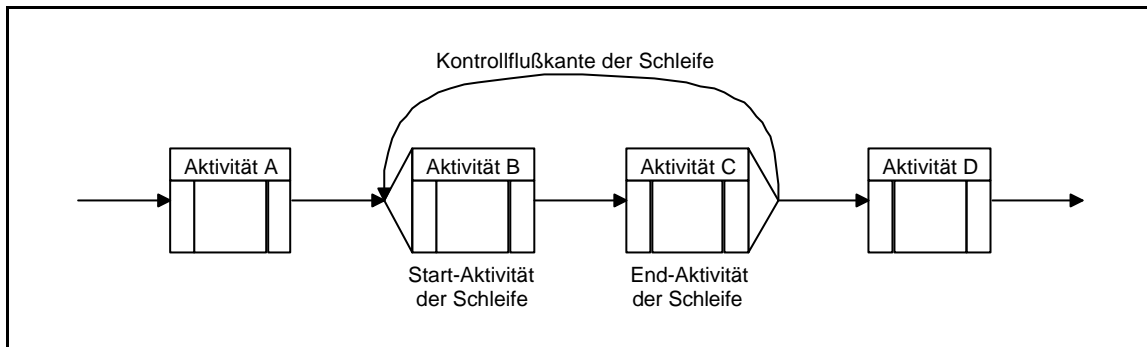 Kontrollflußkante der Schleife
Aktivität A
Aktivität B
Aktivität C
Aktivität D
Start-Aktivität
der Schleife
End-Aktivität
der Schleife